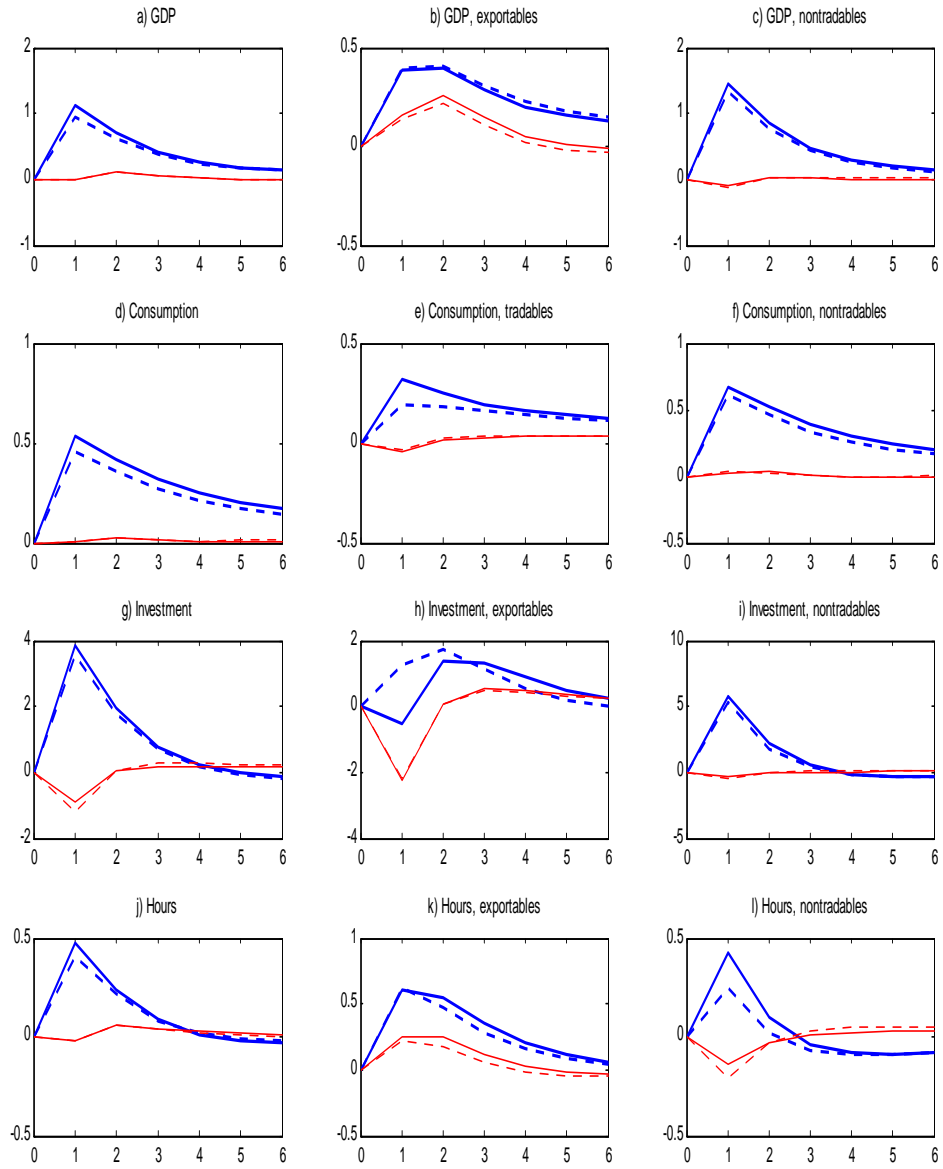 a) GDP
b) GDP, exportables
c) GDP, nontradables
2
1
0
-1
0 1 2 3 4 5 6
0.5
0
-0.5
0 1 2 3 4 5 6
2
1
0
-1
0 1 2 3 4 5 6
d) Consumption
e) Consumption, tradables
f) Consumption, nontradables
1
0.5
0
0 1 2 3 4 5 6
0.5
0
-0.5
0 1 2 3 4 5 6
1
0.5
0
-0.5
0 1 2 3 4 5 6
g) Investment
h) Investment, exportables
i) Investment, nontradables
4
2
0
-2
0 1 2 3 4 5 6
2
0
-2
-4
0 1 2 3 4 5 6
10
5
0
-5
0 1 2 3 4 5 6
j) Hours
k) Hours, exportables
l) Hours, nontradables
0.5
0
-0.5
0 1 2 3 4 5 6
1
0.5
0
-0.5
0 1 2 3 4 5 6
0.5
0
-0.5
0 1 2 3 4 5 6